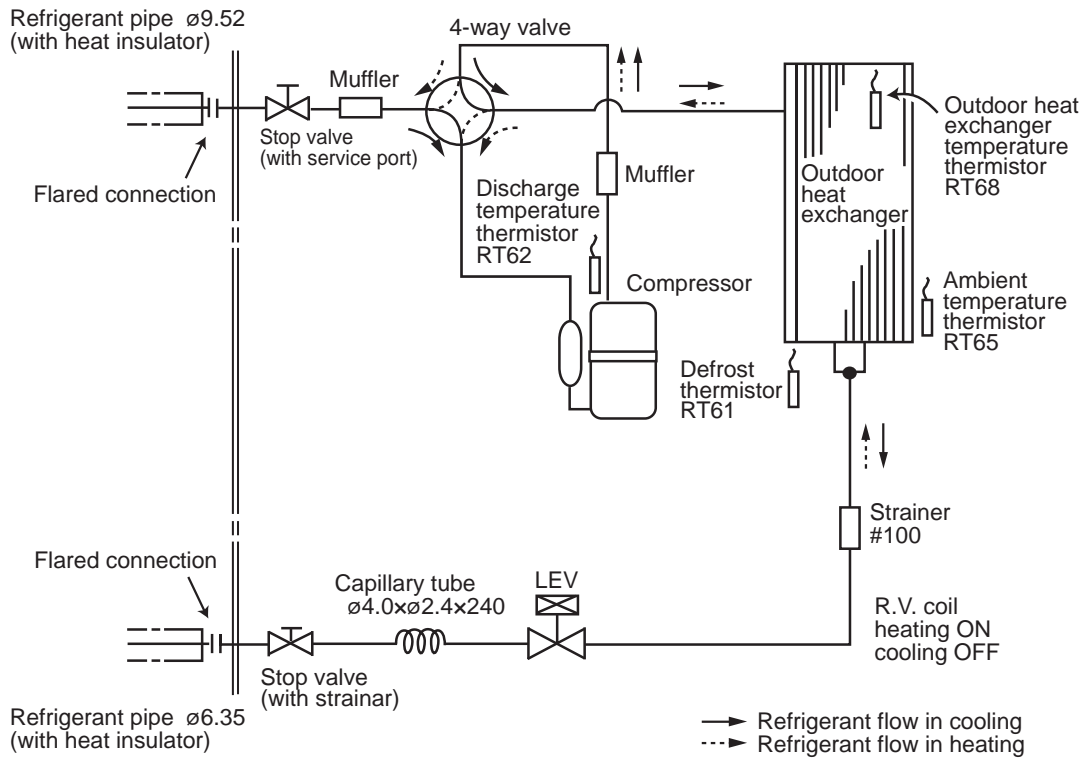 Refrigerant pipe ø9.52
(with heat insulator)
4-way valve
Muffler
Stop valve
(with service port)
Flared connection
Outdoor heat
exchanger
temperature
thermistor
RT68
Outdoor
heat
exchanger
Muffler
Discharge
temperature
thermistor
RT62
Compressor
Ambient
temperature
thermistor
RT65
Defrost
thermistor
RT61
Strainer
#100
Flared connection
Capillary tube
ø4.0×ø2.4×240
LEV
R.V. coil
heating ON
cooling OFF
Stop valve
(with strainar)
Refrigerant pipe ø6.35
(with heat insulator)
Refrigerant flow in cooling
Refrigerant flow in heating